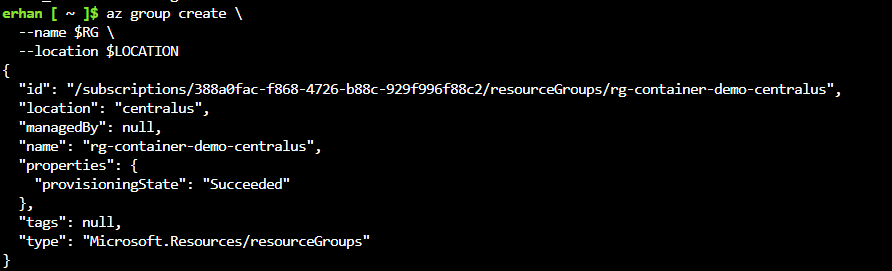 erhan [ ~ ]$ az group create \
  --name $RG \
  --location $LOCATION
{
  "id": "/subscriptions/388a0fac-f868-4726-b88c-929f996f88c2/resourceGroups/rg-container-demo-centralus",
  "location": "centralus",
  "managedBy": null,
  "name": "rg-container-demo-centralus",
  "properties": {
    "provisioningState": "Succeeded"
  },
  "tags": null,
  "type": "Microsoft.Resources/resourceGroups"
}